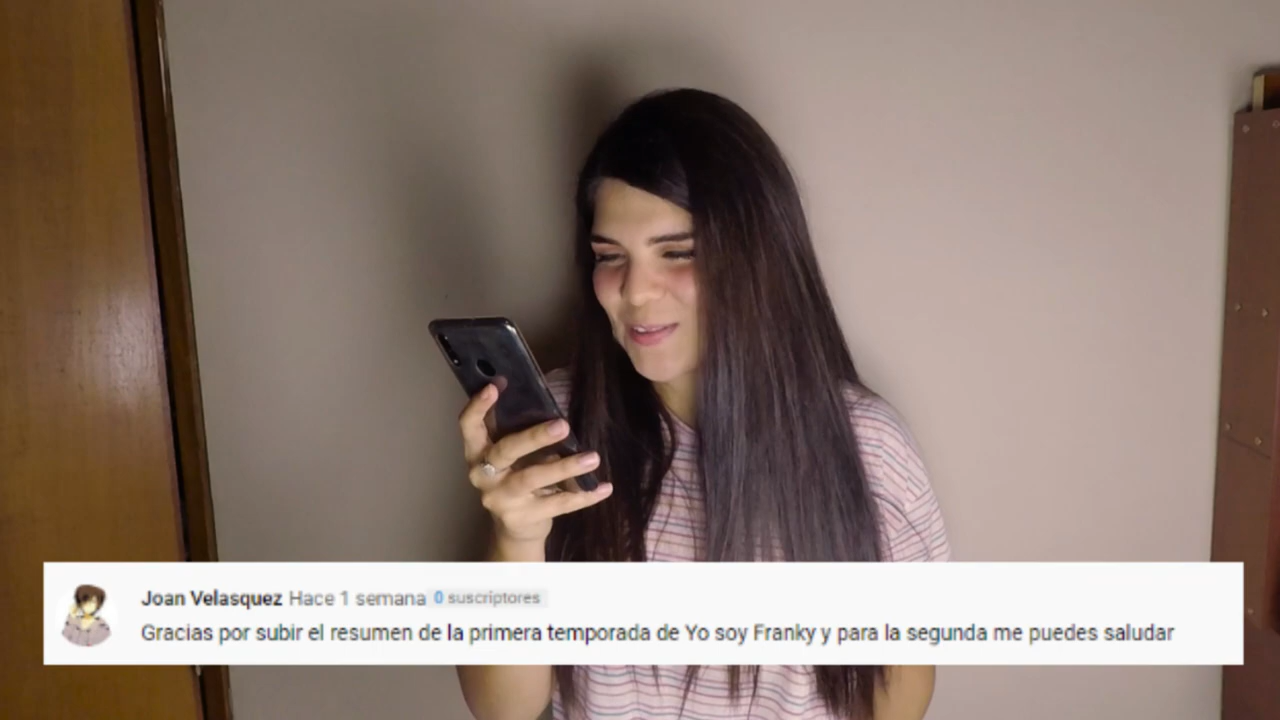 Joan Velasquez Hace 1 semana 0 suscriptores
Gracias por subir el resumen de la primera temporada de Yo soy Franky y para la segunda me puedes saludar